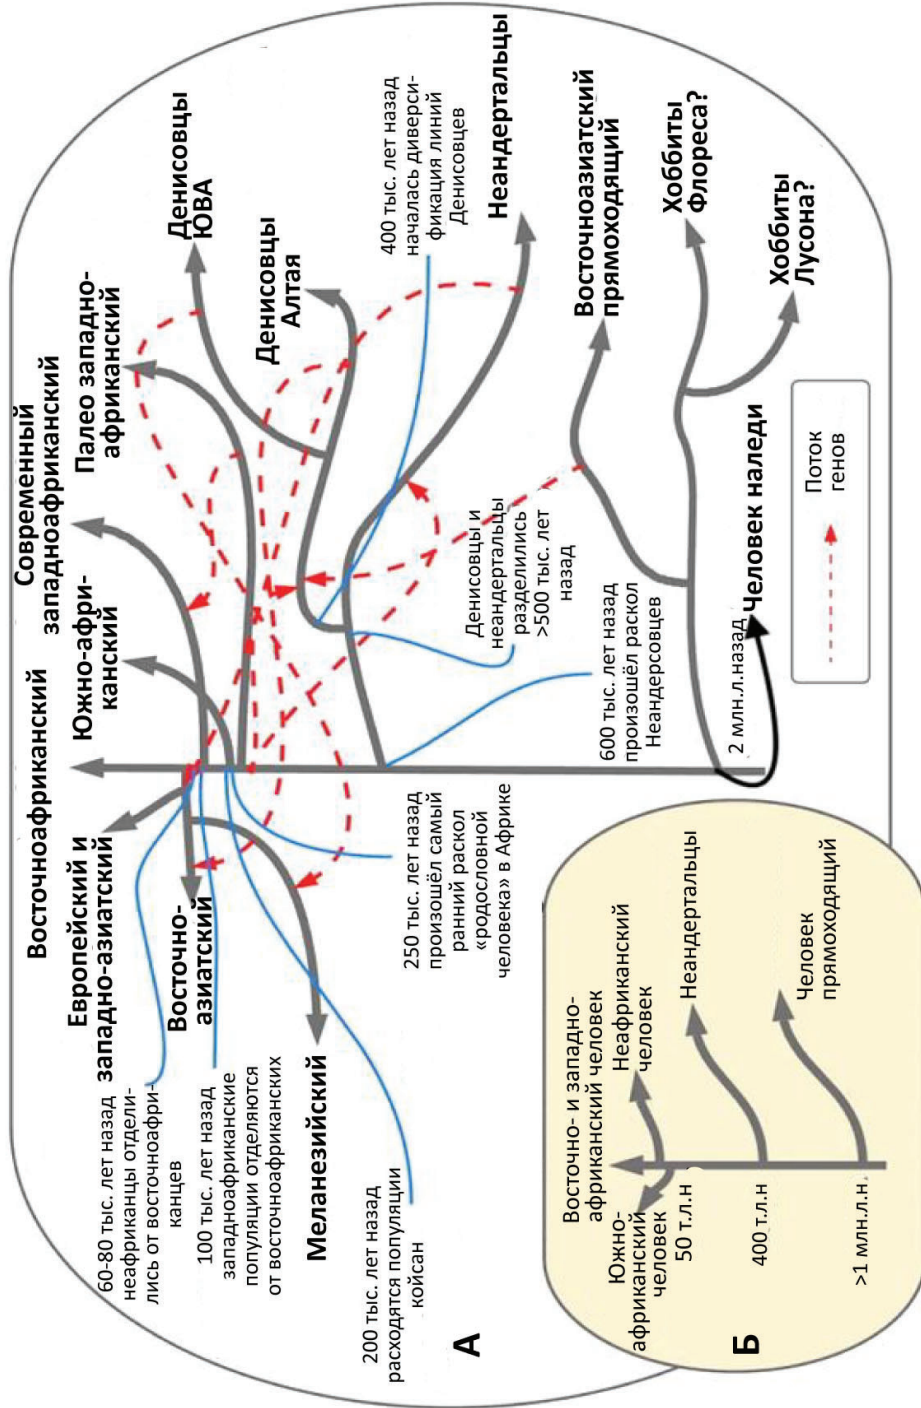 Восточноафриканский
Современный
западноафриканский
Палео западно-
африканский
Денисовцы
ЮВА
Европейский и
западно-азиатский
Южно-афри-
канский
Денисовцы
Алтая
Неандертальцы
400 тыс. лет назад
началась диверси-
фикация линий
Денисовцев
Восточно-
азиатский
60-80 тыс. лет назад
неафриканцы отдели-
лись от восточноафри-
канцев
100 тыс. лет назад
западноафриканские
популяции отделяются
от восточноафриканских
Меланезийский
200 тыс. лет назад
расходятся популяции
койсан
250 тыс. лет назад
произошёл самый
ранний раскол
«родословной
человека» в Африке
Денисовцы и
неандертальцы
разделились
>500 тыс. лет
назад
600 тыс. лет назад
произошёл раскол
Неандерсовцев
Восточноазиатский
прямоходящий
Хоббиты
Флореса?
Хоббиты
Лусона?
2 млн.л.назад
Человек наледи
Поток
генов
А
Восточно- и западно-
африканский человек
Южно-
африканский
человек
Неафриканский
человек
50 т.л.н
Неандертальцы
400 т.л.н
Человек
прямоходящий
>1 млн.л.н.
Б